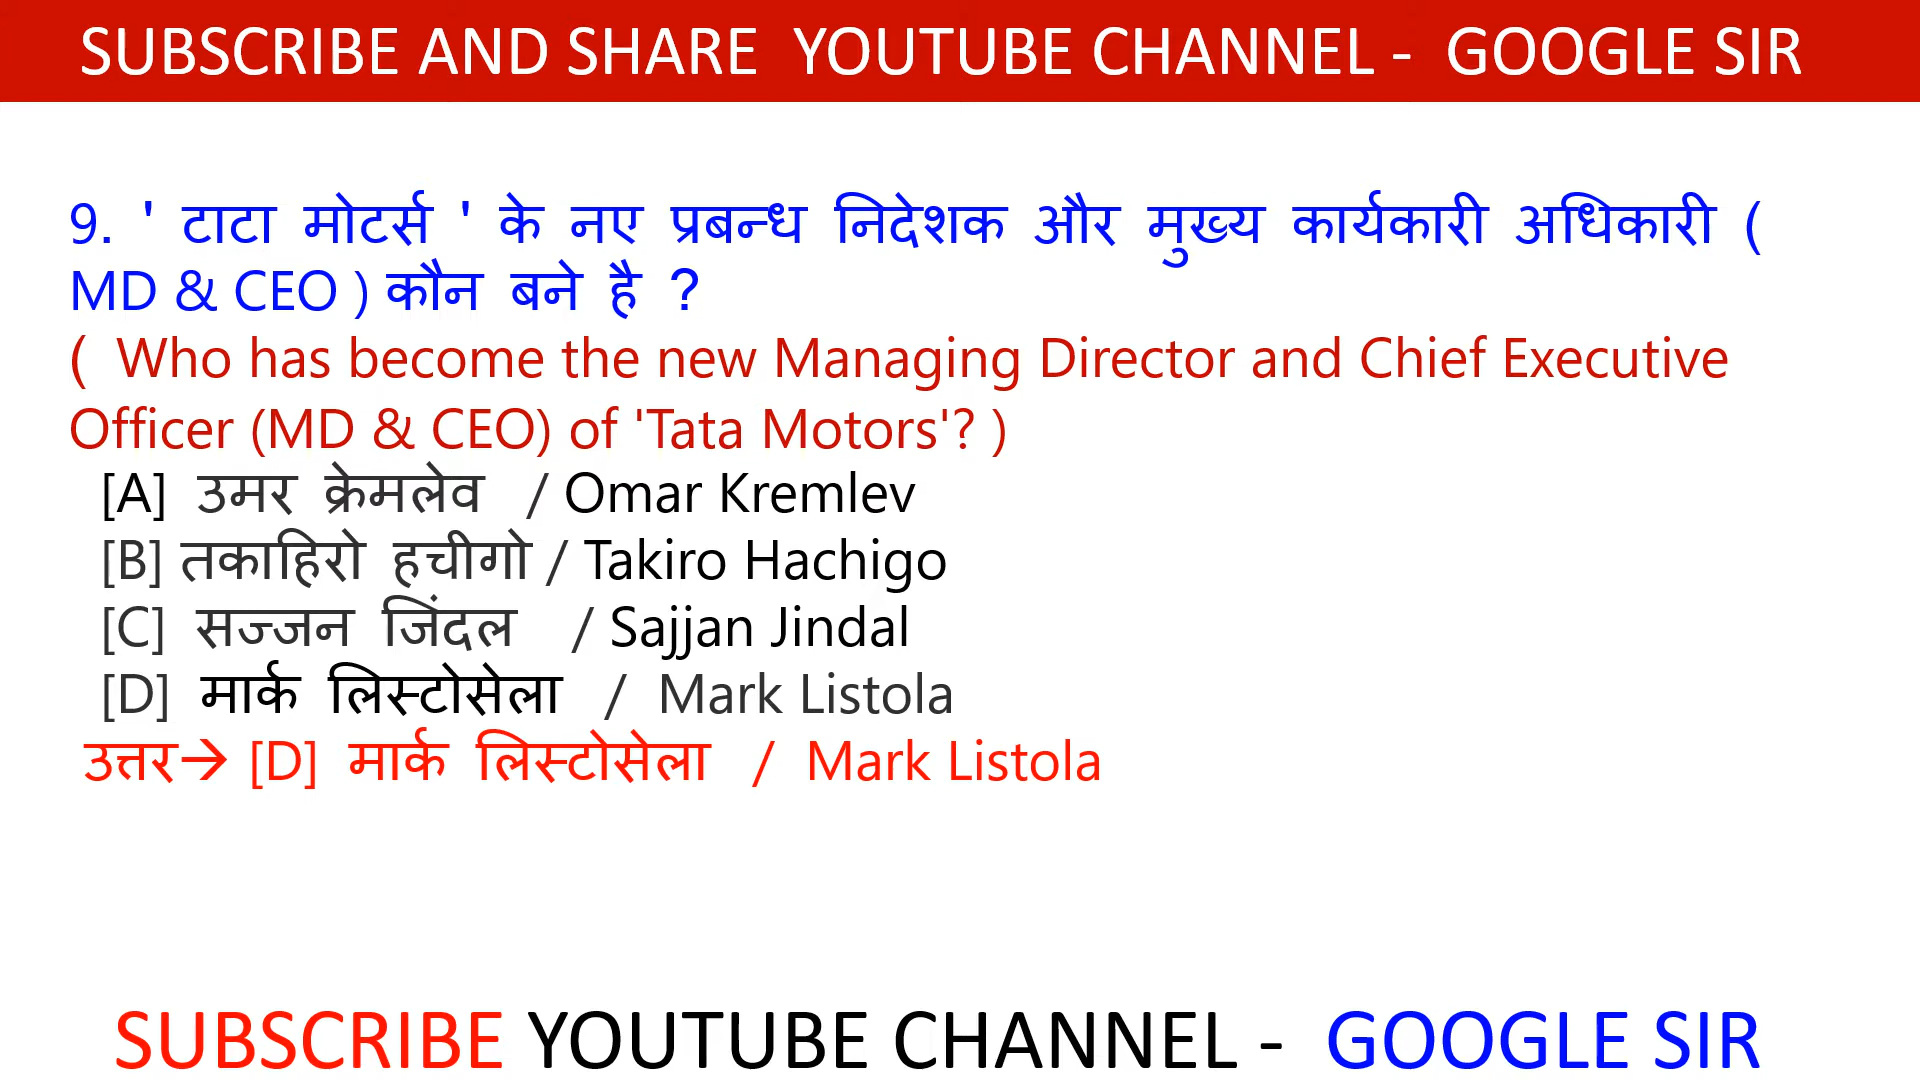 SUBSCRIBE AND SHARE YOUTUBE CHANNEL - GOOGLE SIR
9. ' टाटा मोटर्स ' के नए प्रबन्ध निदेशक और मुख्य कार्यकारी अधिकारी (
MD & CEO ) कौन बने है ?
( Who has become the new Managing Director and Chief Executive
Officer (MD & CEO) of 'Tata Motors'? )
[A] उमर क्रेमलेव / Omar Kremlev
[B] तकाहिरो हचीगो / Takiro Hachigo
[C] सज्जन जिंदल / Sajjan Jindal
[D] मार्क लिस्टोसेला / Mark Listola
उत्तर→ [D] मार्क लिस्टोसेला / Mark Listola
SUBSCRIBE YOUTUBE CHANNEL - GOOGLE SIR